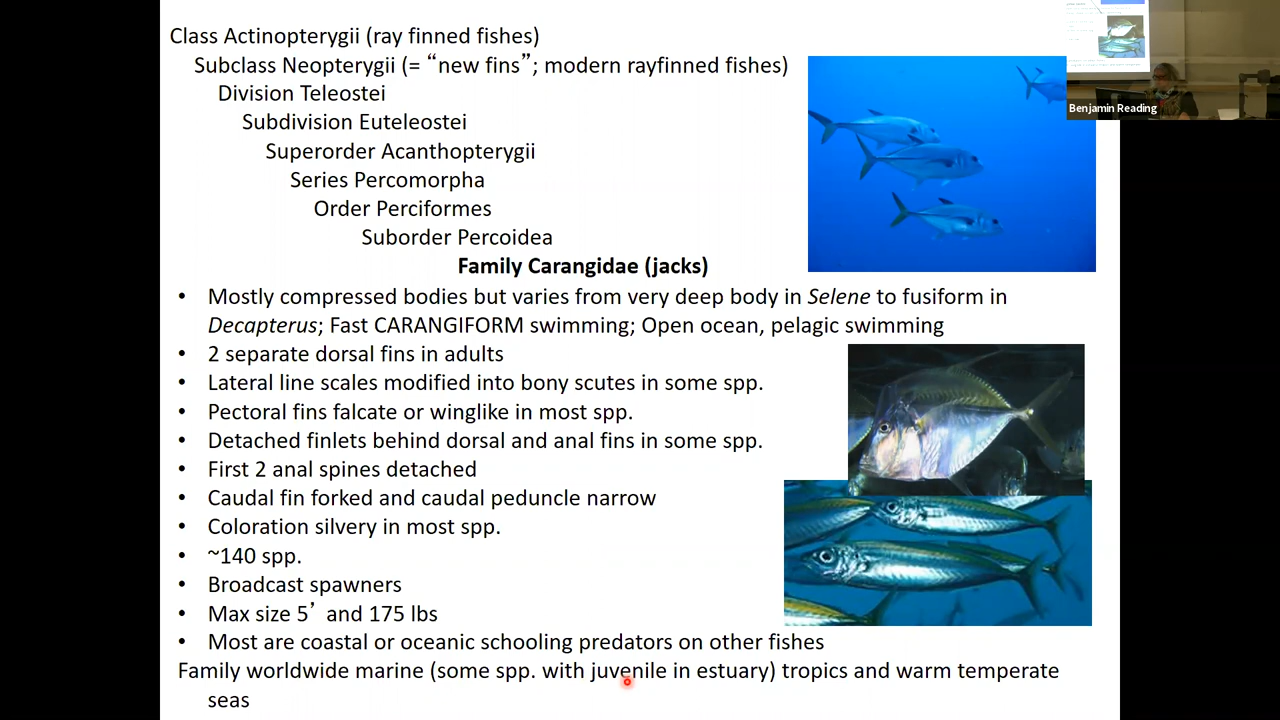 Class Actinopterygii (ray finned fishes)
Subclass Neopterygii (= “new fins”; modern rayfinned fishes)
Division Teleostei
Subdivision Euteleostei
Superorder Acanthopterygii
Series Percomorpha
Order Perciformes
Suborder Percoidea
Family Carangidae (jacks)
• Mostly compressed bodies but varies from very deep body in Selene to fusiform in
Decapterus; Fast CARANGIFORM swimming; Open ocean, pelagic swimming
• 2 separate dorsal fins in adults
• Lateral line scales modified into bony scutes in some spp.
• Pectoral fins falcate or winglike in most spp.
• Detached finlets behind dorsal and anal fins in some spp.
• First 2 anal spines detached
• Caudal fin forked and caudal peduncle narrow
• Coloration silvery in most spp.
• ~140 spp.
• Broadcast spawners
• Max size 5’ and 175 lbs
• Most are coastal or oceanic schooling predators on other fishes
Family worldwide marine (some spp. with juvenile in estuary) tropics and warm temperate
seas
Benjamin Reading